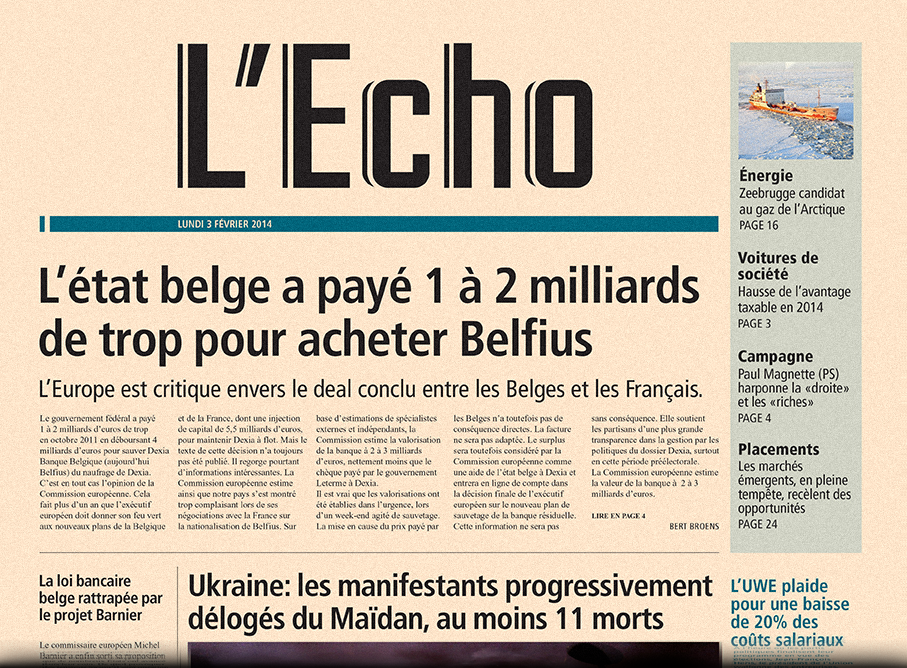 L'Echo
LUNDI 3 FÉVRIER 2014
L'état belge a payé 1 à 2 milliards
de trop pour acheter Belfius
L'Europe est critique envers le deal conclu entre les Belges et les Français.
Le gouvernement fédéral a payé
1 à 2 milliards d'euros de trop
en octobre 2011 en déboursant 4
milliards d'euros pour sauver Dexia
Banque Belgique (aujourd'hui
Belfius) du naufrage de Dexia.
C'est en tout cas l'opinion de la
Commission européenne. Cela
fait plus d'un an que l'exécutif
européen doit donner son feu vert
aux nouveaux plans de la Belgique
et de la France, dont une injection
de capital de 5,5 milliards d'euros,
pour maintenir Dexia à flot. Mais le
texte de cette décision n'a toujours
pas été publié. Il regorge pourtant
d'informations intéressantes. La
Commission européenne estime
ainsi que notre pays s'est montré
trop complaisant lors de ses
négociations avec la France sur
la nationalisation de Belfius. Sur
base d'estimations de spécialistes
externes et indépendants, la
Commission estime la valorisation
de la banque à 2 à 3 milliards
d'euros, nettement moins que le
chèque payé par le gouvernement
Leterme à Dexia.
Il est vrai que les valorisations ont
été établies dans l'urgence, lors
d'un week-end agité de sauvetage.
La mise en cause du prix payé par
les Belges n'a toutefois pas de
conséquence directes. La facture
ne sera pas adaptée. Le surplus
sera toutefois considéré par la
Commission européenne comme
une aide de l'état belge à Dexia et
entrera en ligne de compte dans
la décision finale de l'exécutif
européen sur le nouveau plan de
sauvetage de la banque résiduelle.
Cette information ne sera pas
sans conséquence. Elle soutient
les partisans d'une plus grande
transparence dans la gestion par les
politiques du dossier Dexia, surtout
en cette période préélectorale.
La Commission européenne estime
la valeur de la banque à 2 à 3
milliards d'euros.
LIRE EN PAGE 4
BERT BROENS
Énergie
Zeebrugge candidat
au gaz de l'Arctique
PAGE 16
Voitures de
société
Hausse de l'avantage
taxable en 2014
PAGE 3
Campagne
Paul Magnette (PS)
harponne la «droite»
et les «riches»
PAGE 4
Placements
Les marchés
émergents, en pleine
tempête, recèlent des
opportunités
PAGE 24
La loi bancaire
belge rattrapée par
le projet Barnier
Le commissaire européen Michel
Barnier a enfin sorti sa proposition
Ukraine: les manifestants progressivement
délogés du Maïdan, au moins 11 morts
L'UWE plaide
pour une baisse
de 20% des
coûts salariaux